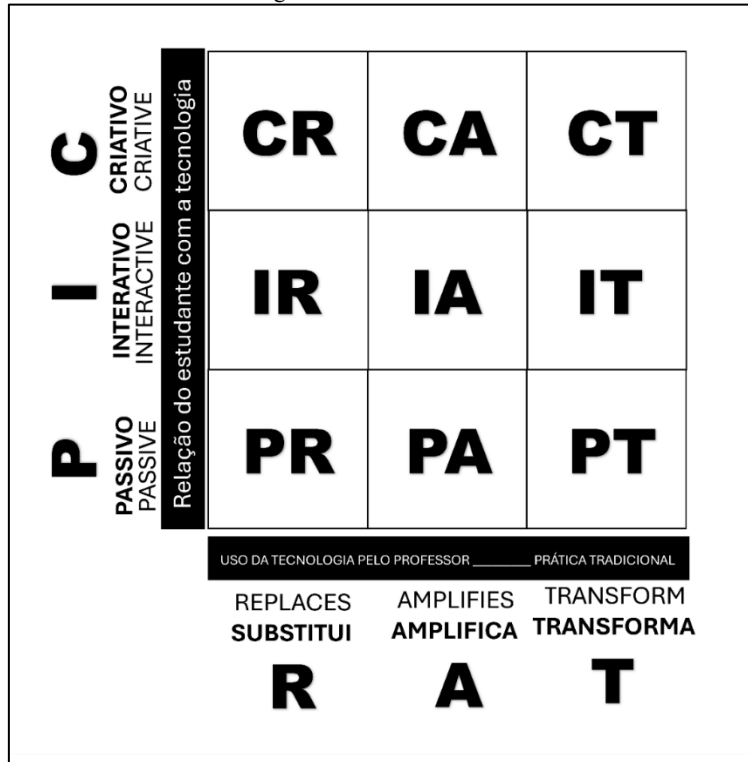 C
CRIATIVO
CRIATIVE
I
INTERATIVO
INTERACTIVE
P
PASSIVO
PASSIVE
Relação do estudante com a tecnologia
CR CA CT
IR IA IT
PR PA PT
USO DA TECNOLOGIA PELO PROFESSOR _______ PRÁTICA TRADICIONAL
REPLACES AMPLIFIES TRANSFORM
SUBSTITUI AMPLIFICA TRANSFORMA
R A T